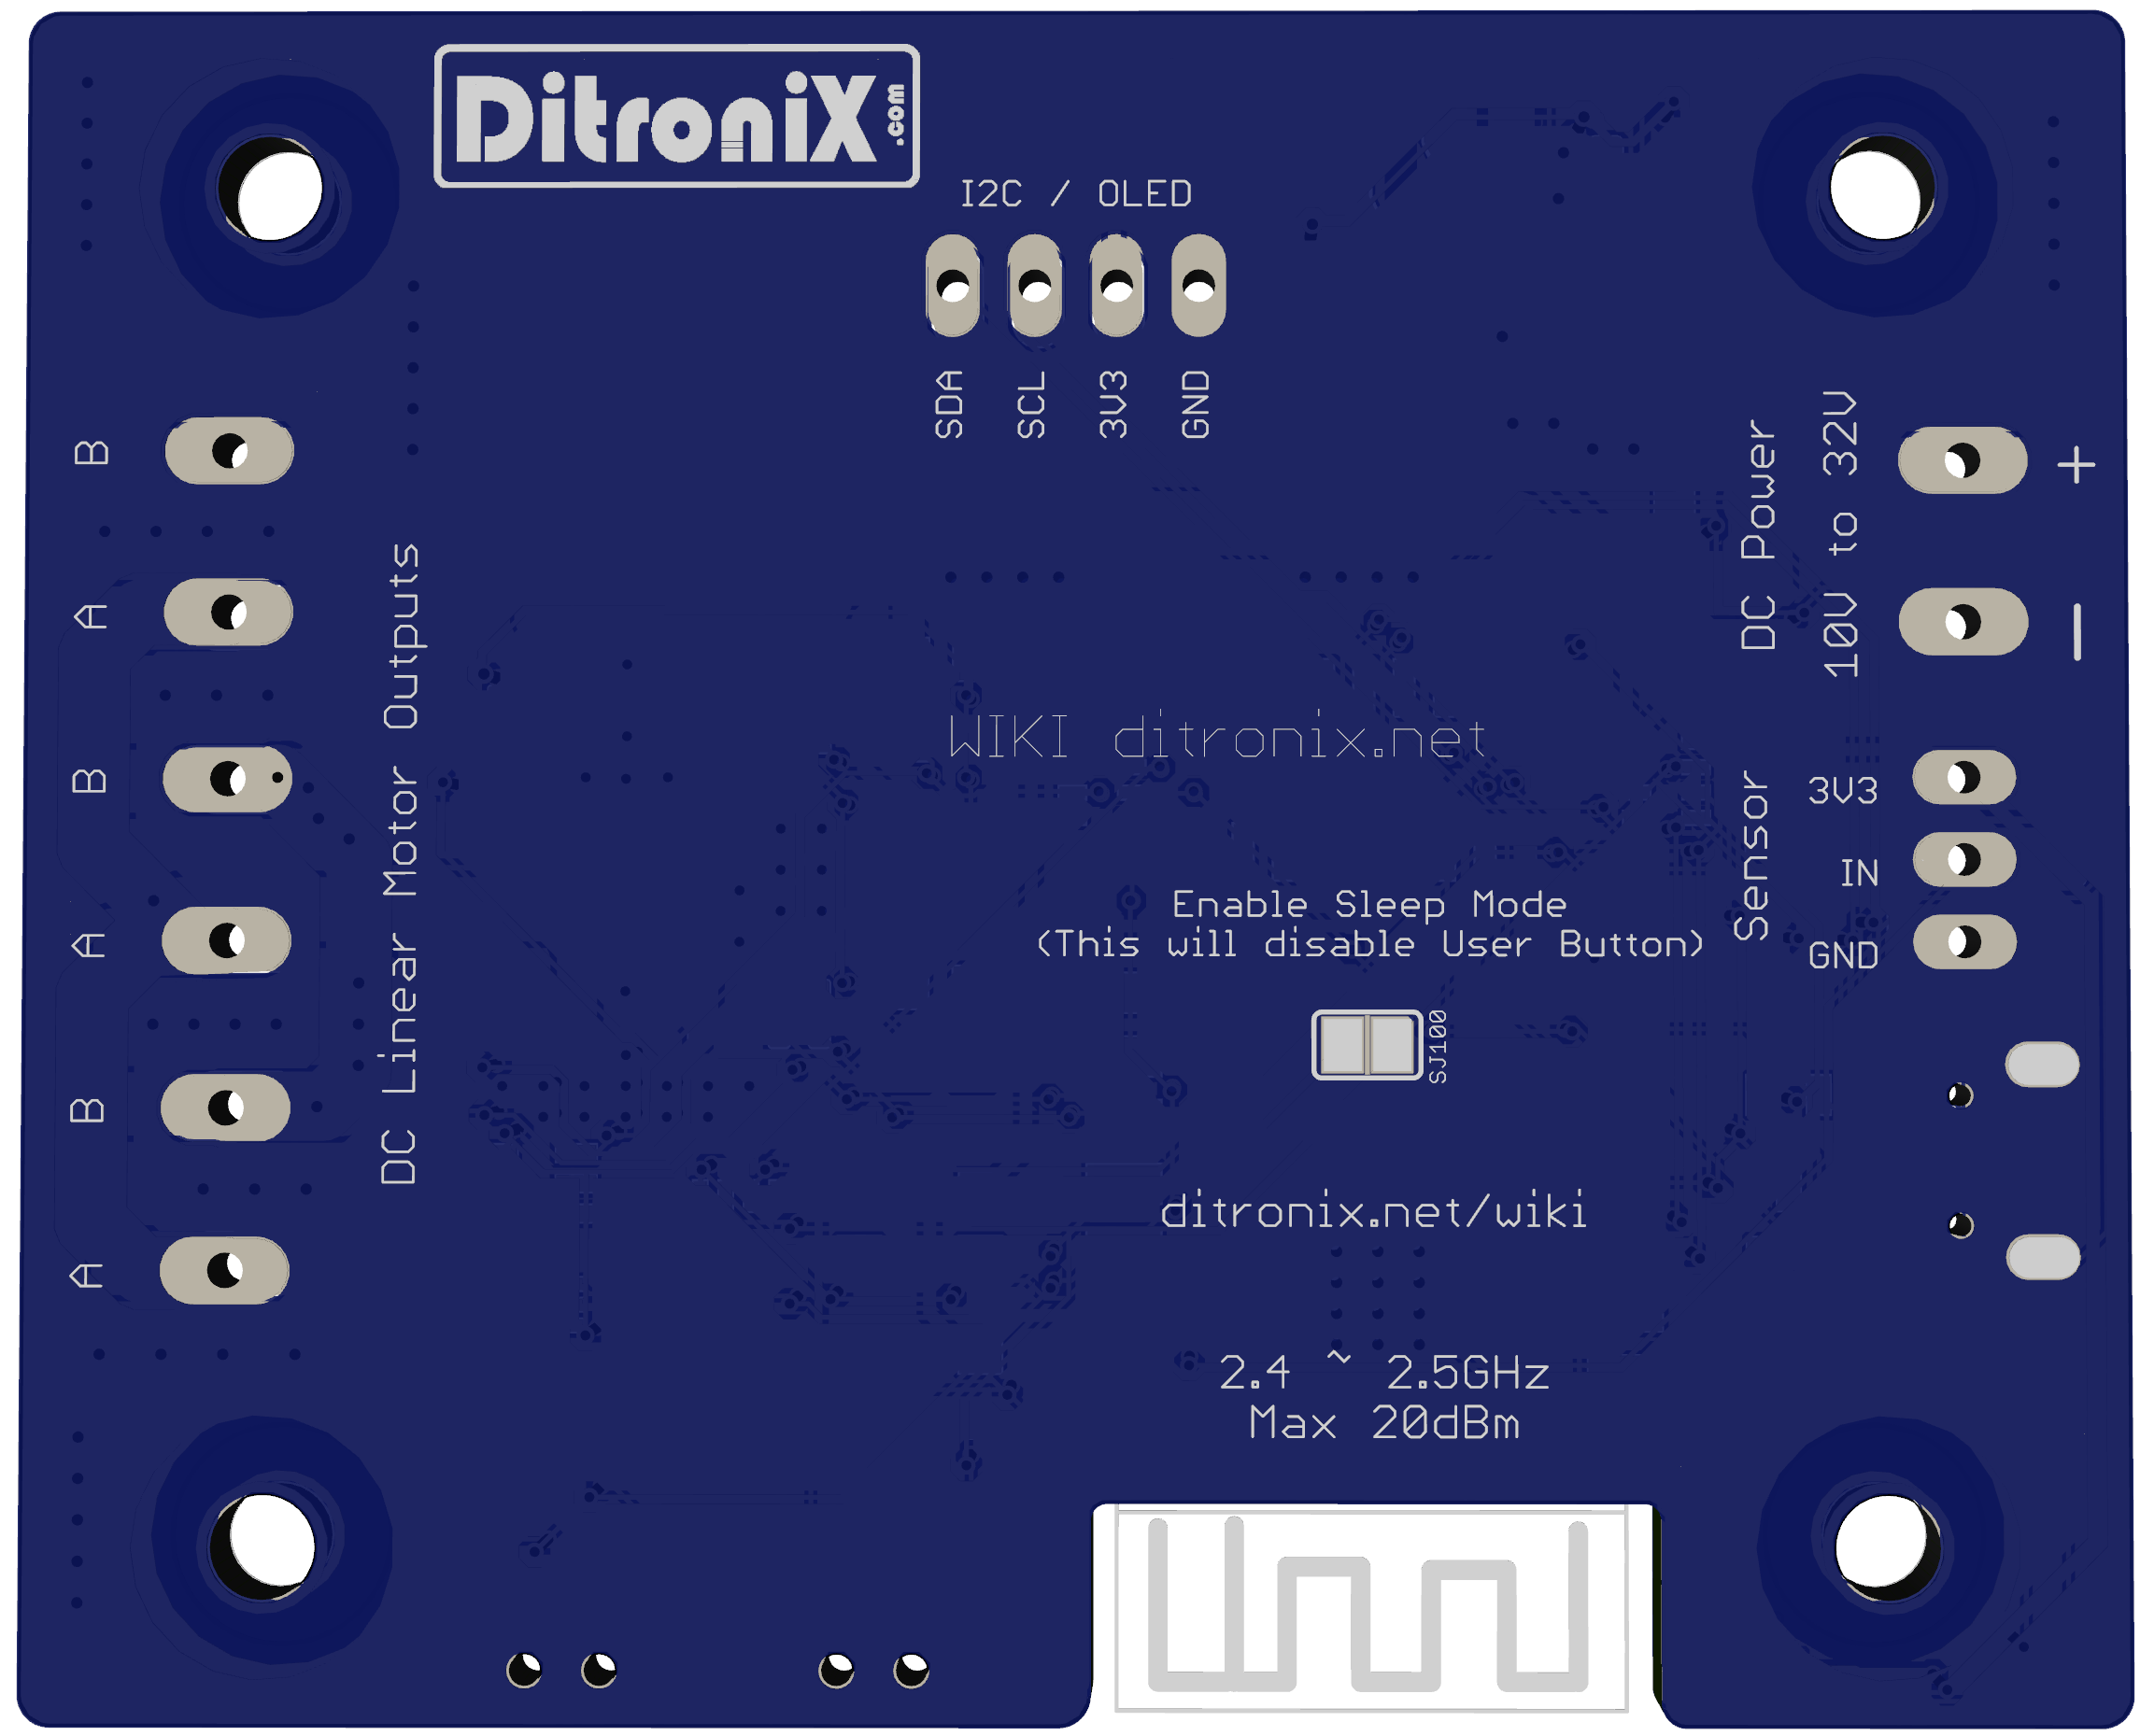 DitroniX
.com
I2C / OLED
SDA
SCL
3V3
GND
B
A
B
A
B
A
DC Linear Motor Outputs
DC Power
10V to 32V
+
-
WIKI ditronix.net
Sensor
3V3
IN
GND
Enable Sleep Mode
(This will disable User Button)
SJ100
ditronix.net/wiki
2.4 ~ 2.5GHz
Max 20dBm